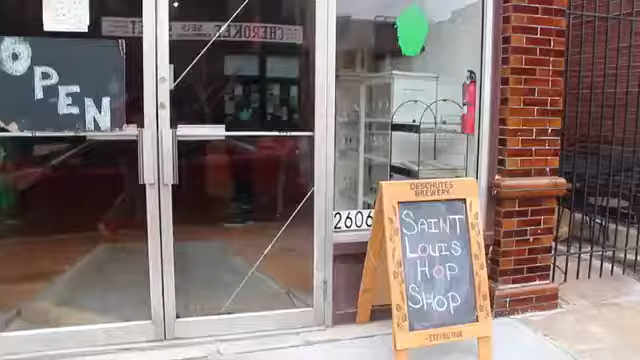 OPEN
CHEROKEE
2606
DESCHUTES
BREWERY
SAINT
LOUIS
HOP
SHOP